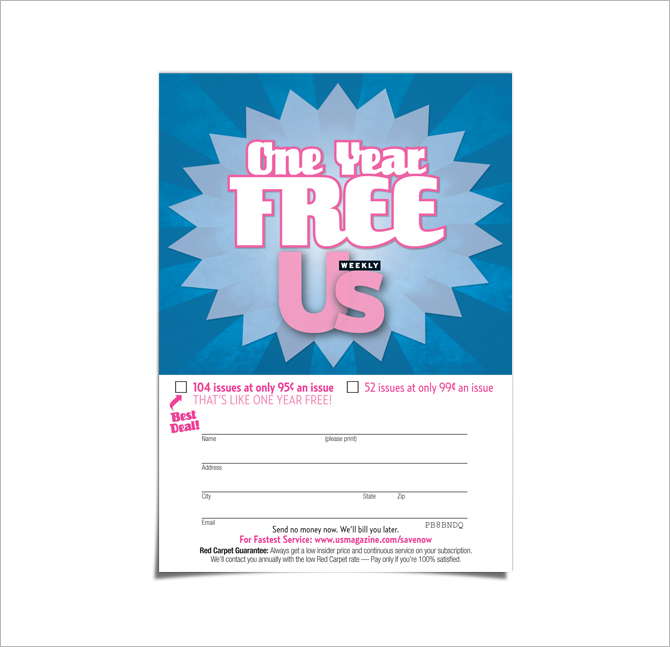 One Year
FREE
Us WEEKLY
104 issues at only 95¢ an issue
THAT'S LIKE ONE YEAR FREE!
52 issues at only 99¢ an issue
Best
Deal!
Name (please print)
Address
City State Zip
Email
PB8BNDQ
Send no money now. We'll bill you later.
For Fastest Service: www.usmagazine.com/savenow
Red Carpet Guarantee: Always get a low insider price and continuous service on your subscription.
We'll contact you annually with the low Red Carpet rate — Pay only if you're 100% satisfied.